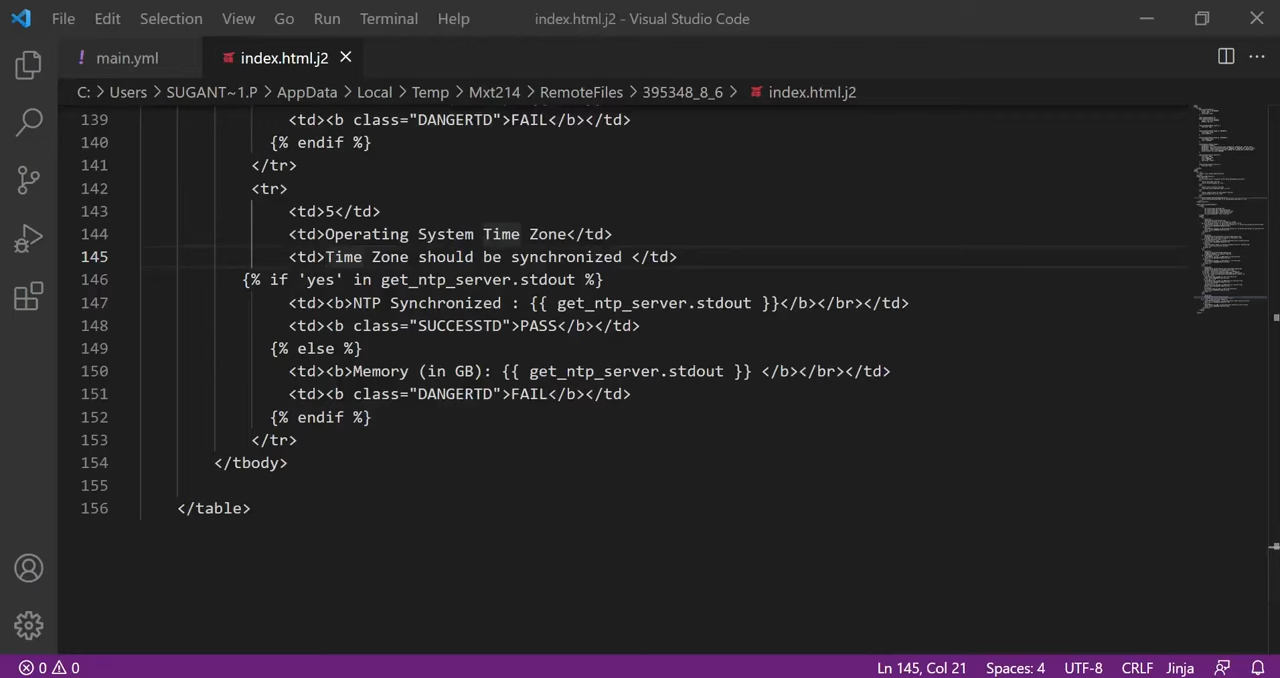 File Edit Selection View Go Run Terminal Help index.html.j2 - Visual Studio Code
! main.yml index.html.j2
C: > Users > SUGANT~1.P > AppData > Local > Temp > Mxt214 > RemoteFiles > 395348_8_6 > index.html.j2
139 <td><b class="DANGERTD">FAIL</b></td>
140 {% endif %}
141 </tr>
142 <tr>
143 <td>5</td>
144 <td>Operating System Time Zone</td>
145 <td>Time Zone should be synchronized </td>
146 {% if 'yes' in get_ntp_server.stdout %}
147 <td><b>NTP Synchronized : {{ get_ntp_server.stdout }}</b></br></td>
148 <td><b class="SUCCESSTD">PASS</b></td>
149 {% else %}
150 <td><b>Memory (in GB): {{ get_ntp_server.stdout }} </b></br></td>
151 <td><b class="DANGERTD">FAIL</b></td>
152 {% endif %}
153 </tr>
154 </tbody>
155
156 </table>
0 0 Ln 145, Col 21 Spaces: 4 UTF-8 CRLF Jinja